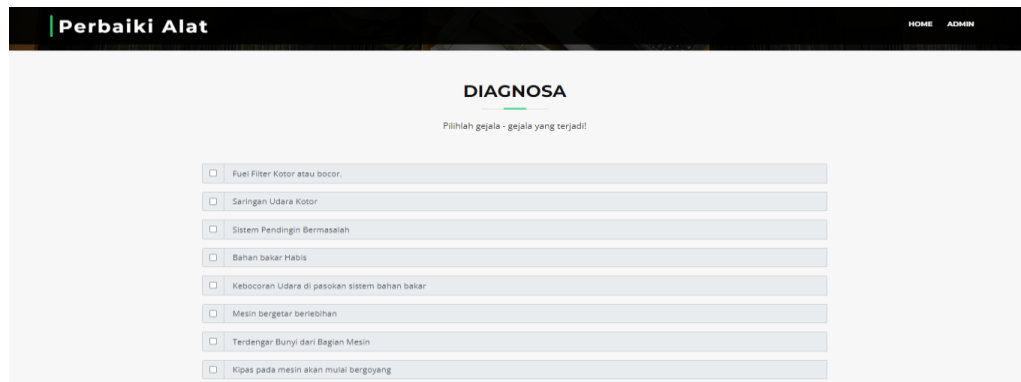 Perbaiki Alat
HOME ADMIN
DIAGNOSA
Pilihlah gejala - gejala yang terjadi!
Fuel Filter Kotor atau bocor.
Saringan Udara Kotor
Sistem Pendingin Bermasalah
Bahan bakar Habis
Kebocoran Udara di pasokan sistem bahan bakar
Mesin bergetar berlebihan
Terdengar Bunyi dari Bagian Mesin
Kipas pada mesin akan mulai bergoyang